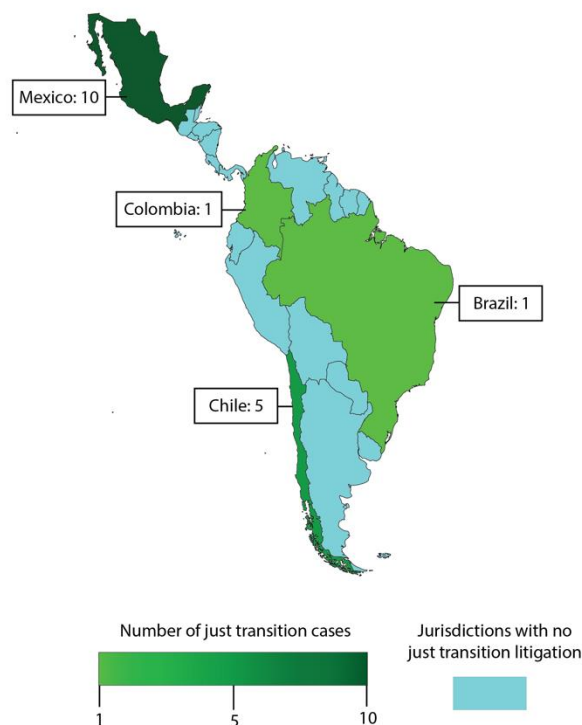 Mexico: 10
Colombia: 1
Brazil: 1
Chile: 5
Number of just transition cases
1
5
10
Jurisdictions with no
just transition litigation